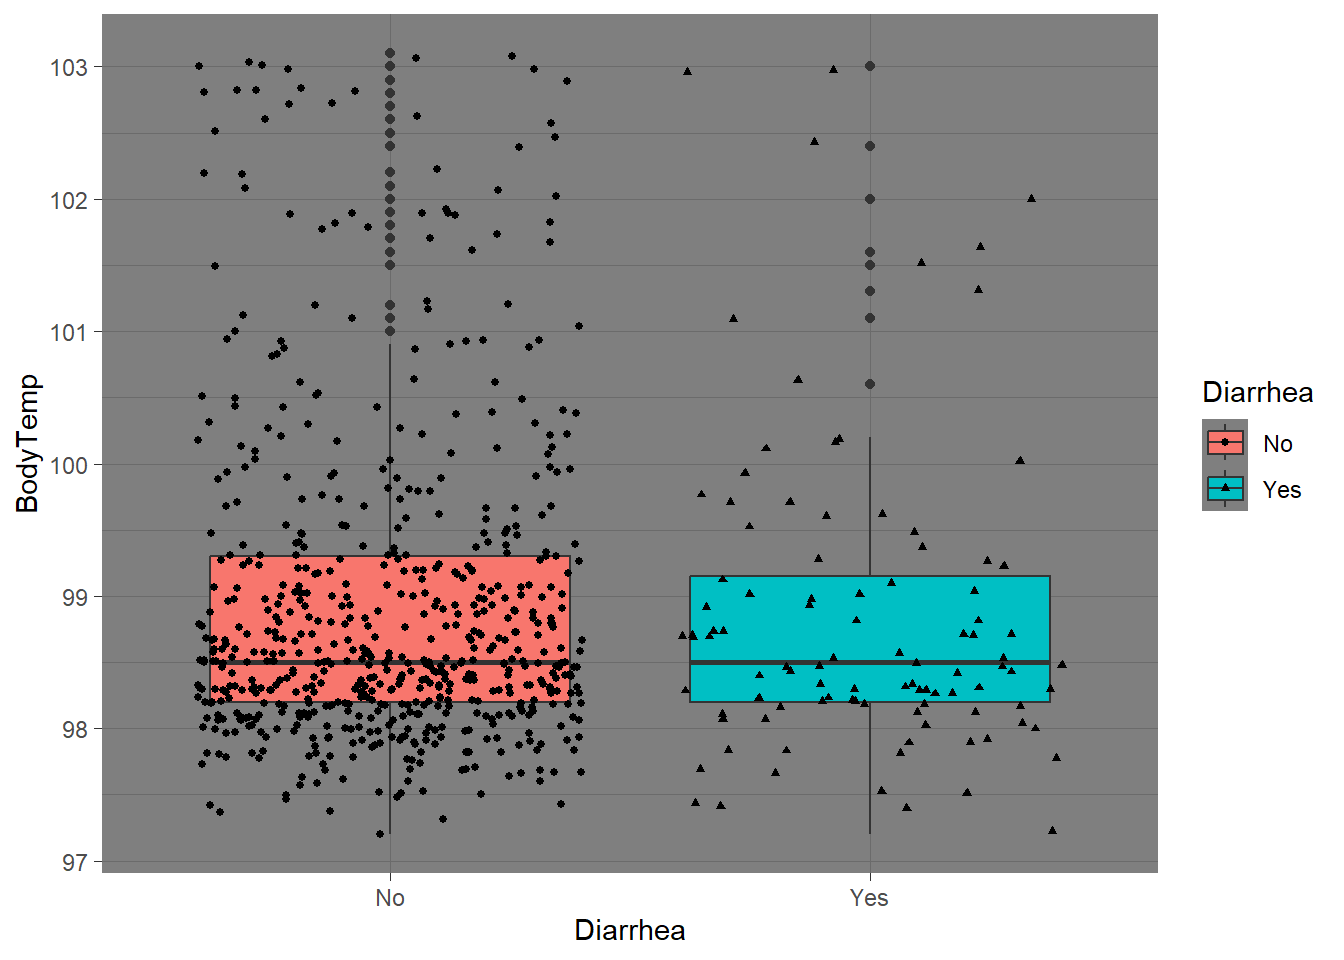 BodyTemp
103
102
101
100
99
98
97
No
Yes
Diarrhea
Diarrhea
No
Yes